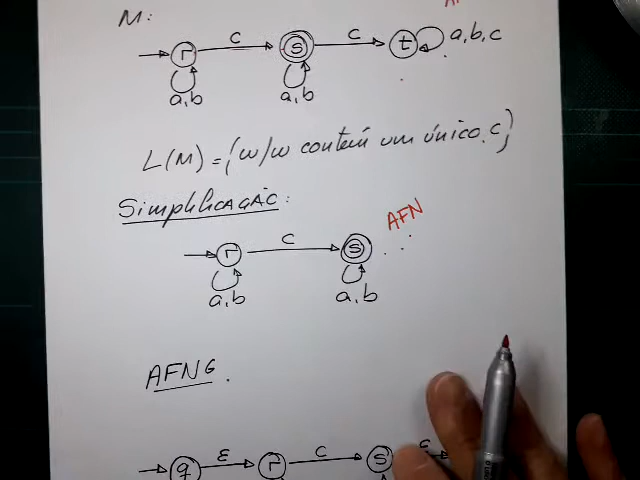 M:
c c
r s t a,b,c
a,b a,b
L(M) = {w/w contém um único c}
Simplificação:
AFN
c
r s
a,b a,b
AFNG.
ε c ε
q r s